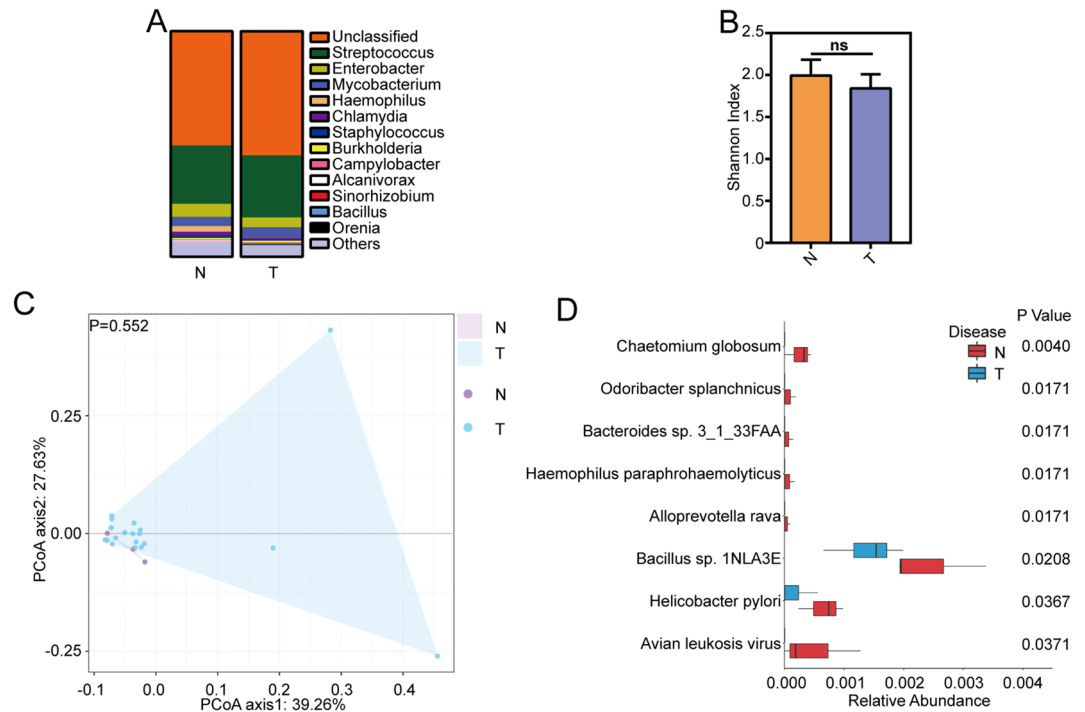 A
Unclassified
Streptococcus
Enterobacter
Mycobacterium
Haemophilus
Chlamydia
Staphylococcus
Burkholderia
Campylobacter
Alcanivorax
Sinorhizobium
Bacillus
Orenia
Others
N T
B
ns
2.5
2.0
1.5
1.0
0.5
0
Shannon Index
N T
C
P=0.552
N
T
N
T
0.25
0.00
-0.25
PCoA axis2: 27.63%
-0.1 0.0 0.1 0.2 0.3 0.4
PCoA axis1: 39.26%
D
P Value
Disease
N
T
Chaetomium globosum 0.0040
Odoribacter splanchnicus 0.0171
Bacteroides sp. 3_1_33FAA 0.0171
Haemophilus paraphrohaemolyticus 0.0171
Alloprevotella rava 0.0171
Bacillus sp. 1NLA3E 0.0208
Helicobacter pylori 0.0367
Avian leukosis virus 0.0371
0.000 0.001 0.002 0.003 0.004
Relative Abundance